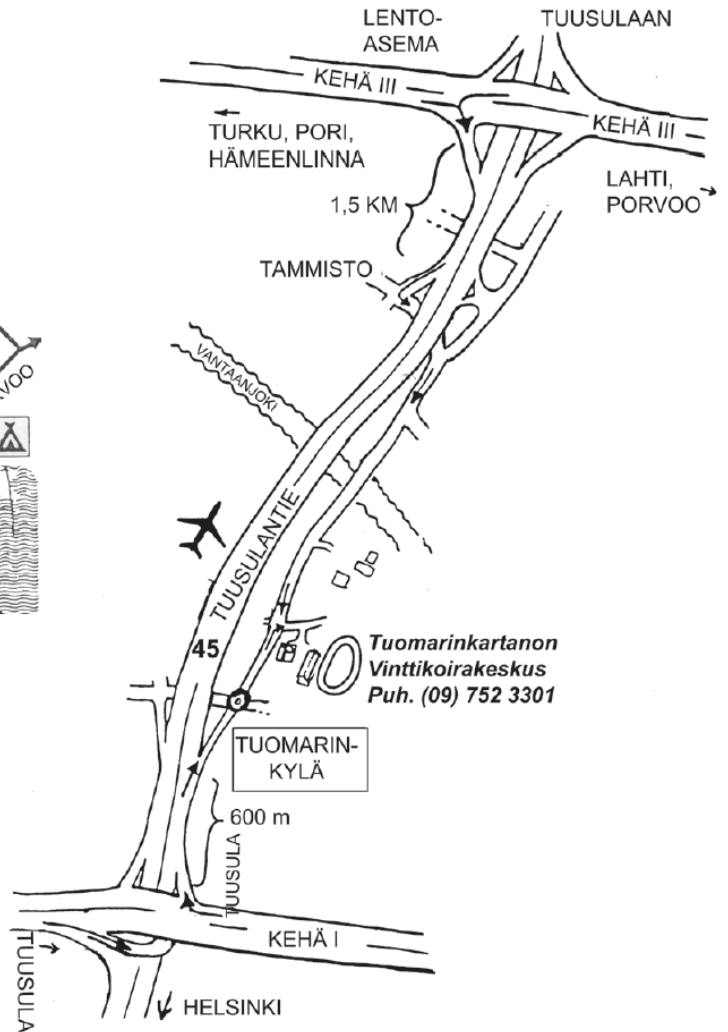 LENTO-
ASEMA
TUUSULAAN
KEHÄ III
KEHÄ III
TURKU, PORI,
HÄMEENLINNA
LAHTI,
PORVOO
1,5 KM
TAMMISTO
VANTAANJOKI
TUUSULANTIE
45
Tuomarinkartanon
Vinttikoirakeskus
Puh. (09) 752 3301
TUOMARIN-
KYLÄ
600 m
TUUSULA
KEHÄ I
TUUSULA
HELSINKI